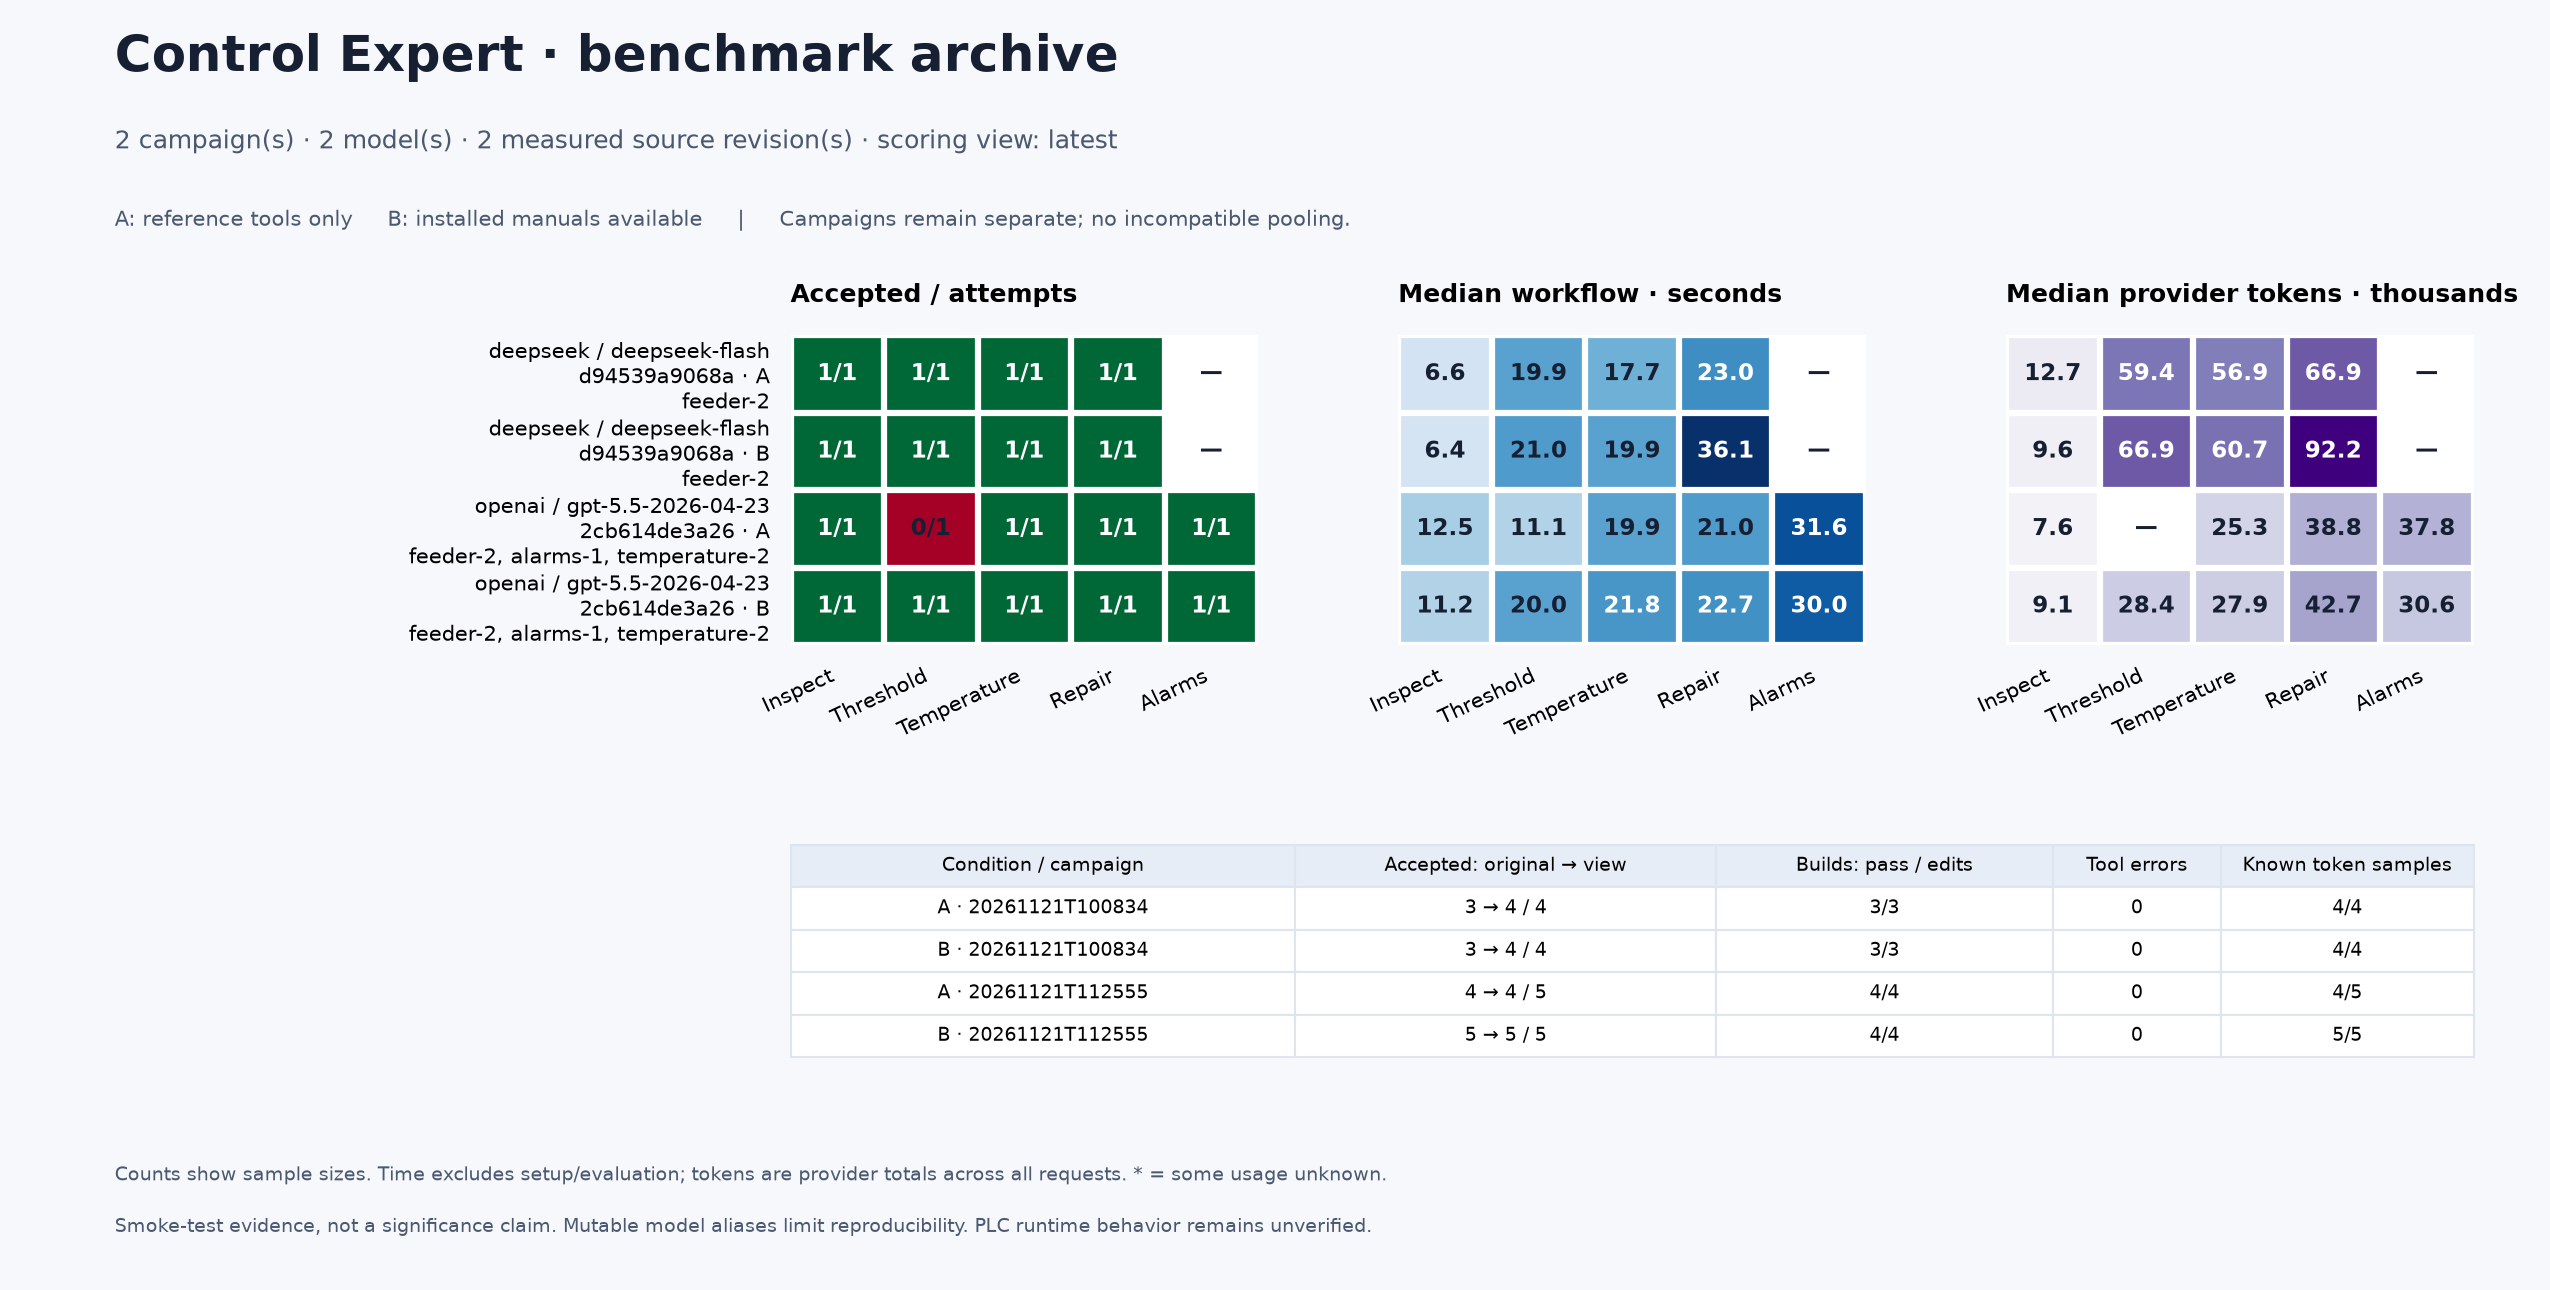 Control Expert · benchmark archive
2 campaign(s) · 2 model(s) · 2 measured source revision(s) · scoring view: latest
A: reference tools only B: installed manuals available | Campaigns remain separate; no incompatible pooling.
Accepted / attempts
deepseek / deepseek-flash
d94539a9068a · A
feeder-2
1/1 1/1 1/1 1/1 —
deepseek / deepseek-flash
d94539a9068a · B
feeder-2
1/1 1/1 1/1 1/1 —
openai / gpt-5.5-2026-04-23
2cb614de3a26 · A
feeder-2, alarms-1, temperature-2
1/1 0/1 1/1 1/1 1/1
openai / gpt-5.5-2026-04-23
2cb614de3a26 · B
feeder-2, alarms-1, temperature-2
1/1 1/1 1/1 1/1 1/1
Inspect Threshold Temperature Repair Alarms
Median workflow · seconds
6.6 19.9 17.7 23.0 —
6.4 21.0 19.9 36.1 —
12.5 11.1 19.9 21.0 31.6
11.2 20.0 21.8 22.7 30.0
Inspect Threshold Temperature Repair Alarms
Median provider tokens · thousands
12.7 59.4 56.9 66.9 —
9.6 66.9 60.7 92.2 —
7.6 — 25.3 38.8 37.8
9.1 28.4 27.9 42.7 30.6
Inspect Threshold Temperature Repair Alarms
Condition / campaign Accepted: original → view Builds: pass / edits Tool errors Known token samples
A · 20261121T100834 3 → 4 / 4 3/3 0 4/4
B · 20261121T100834 3 → 4 / 4 3/3 0 4/4
A · 20261121T112555 4 → 4 / 5 4/4 0 4/5
B · 20261121T112555 5 → 5 / 5 4/4 0 5/5
Counts show sample sizes. Time excludes setup/evaluation; tokens are provider totals across all requests. * = some usage unknown.
Smoke-test evidence, not a significance claim. Mutable model aliases limit reproducibility. PLC runtime behavior remains unverified.